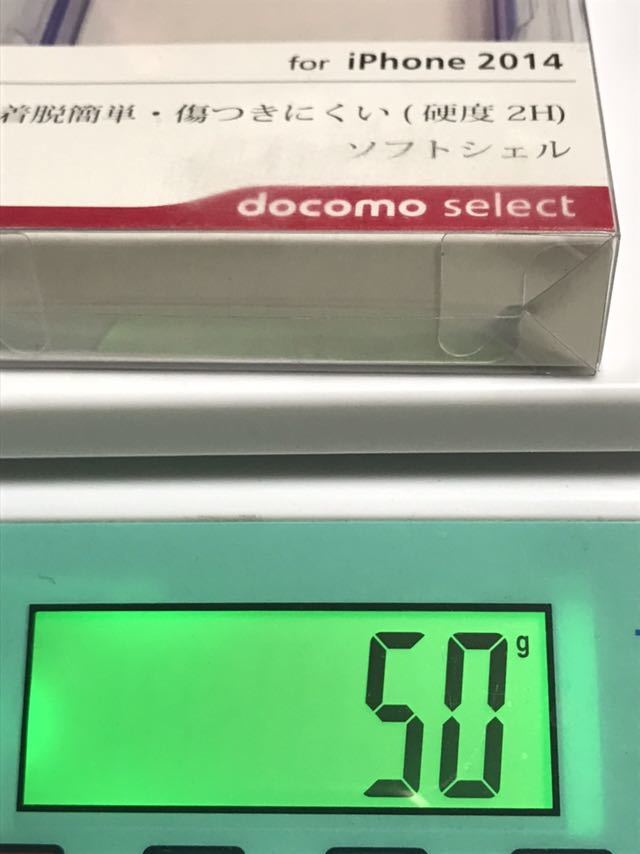 for iPhone 2014
着脱簡単・傷つきにくい(硬度 2H)
ソフトシェル
docomo select
50 g